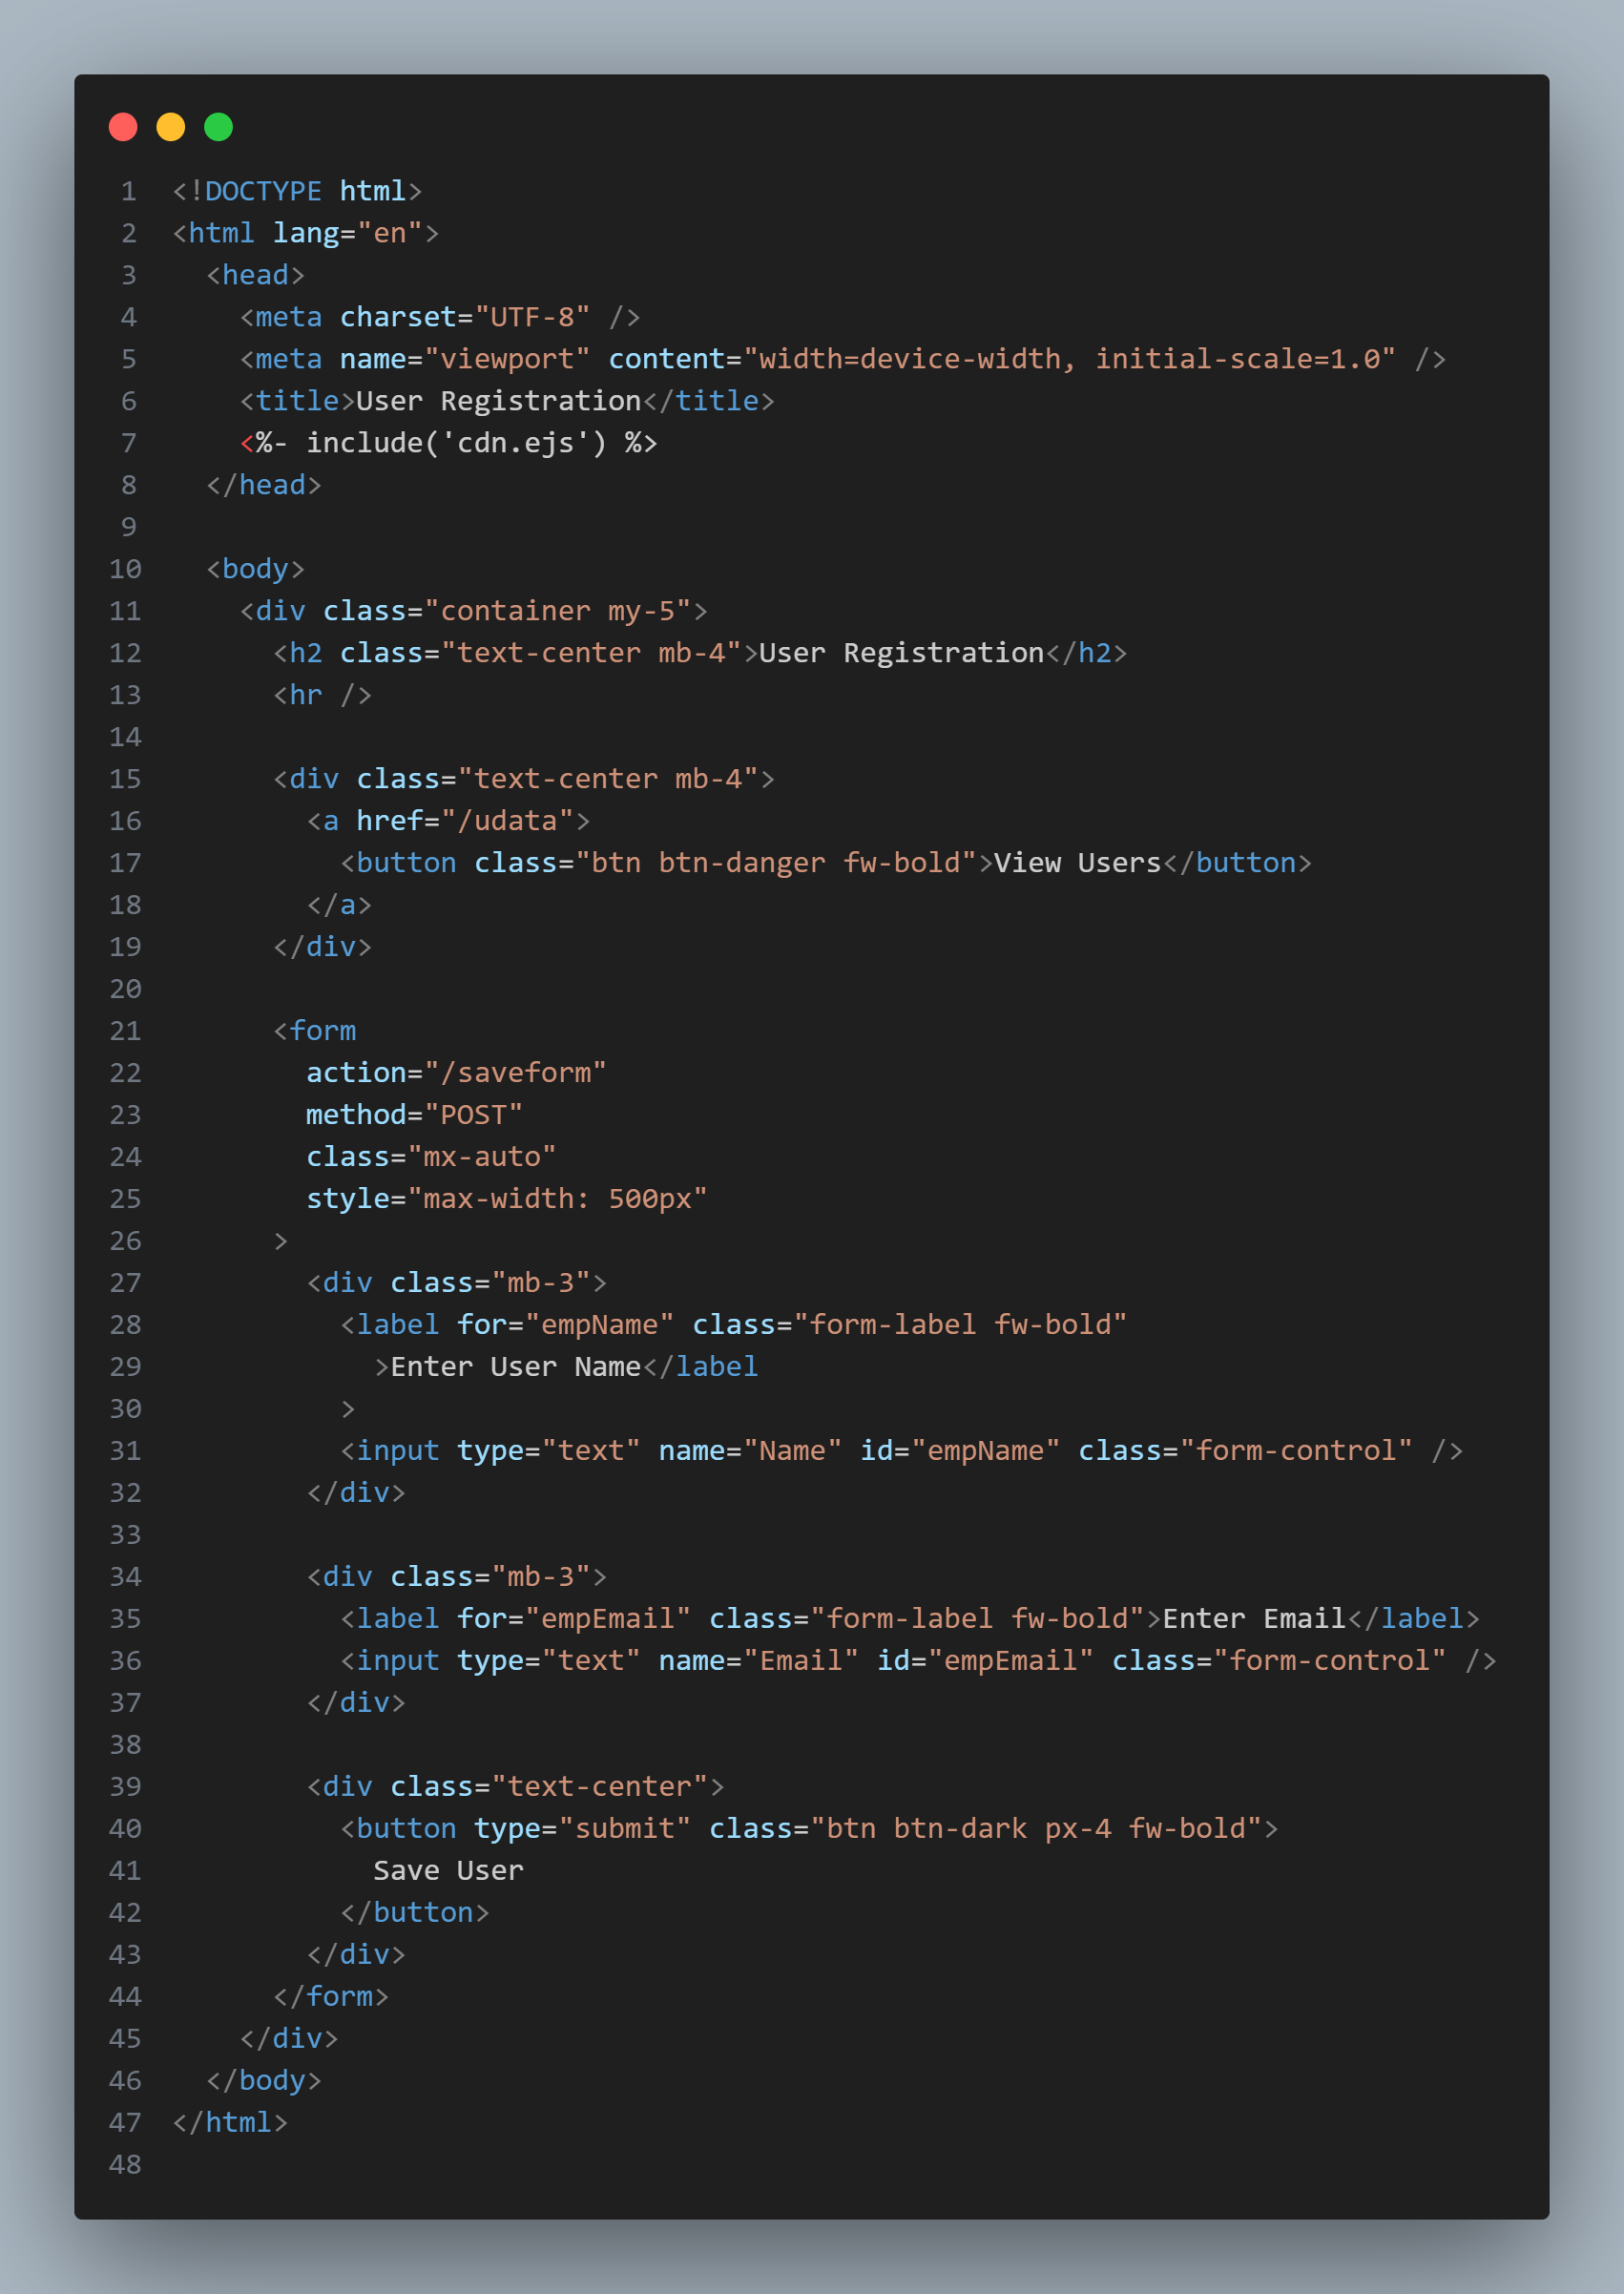 1 <!DOCTYPE html>
2 <html lang="en">
3   <head>
4     <meta charset="UTF-8" />
5     <meta name="viewport" content="width=device-width, initial-scale=1.0" />
6     <title>User Registration</title>
7     <%- include('cdn.ejs') %>
8   </head>
9
10   <body>
11     <div class="container my-5">
12       <h2 class="text-center mb-4">User Registration</h2>
13       <hr />
14
15       <div class="text-center mb-4">
16         <a href="/udata">
17           <button class="btn btn-danger fw-bold">View Users</button>
18         </a>
19       </div>
20
21       <form
22         action="/saveform"
23         method="POST"
24         class="mx-auto"
25         style="max-width: 500px"
26       >
27         <div class="mb-3">
28           <label for="empName" class="form-label fw-bold"
29             >Enter User Name</label
30           >
31           <input type="text" name="Name" id="empName" class="form-control" />
32         </div>
33
34         <div class="mb-3">
35           <label for="empEmail" class="form-label fw-bold">Enter Email</label>
36           <input type="text" name="Email" id="empEmail" class="form-control" />
37         </div>
38
39         <div class="text-center">
40           <button type="submit" class="btn btn-dark px-4 fw-bold">
41             Save User
42           </button>
43         </div>
44       </form>
45     </div>
46   </body>
47 </html>
48